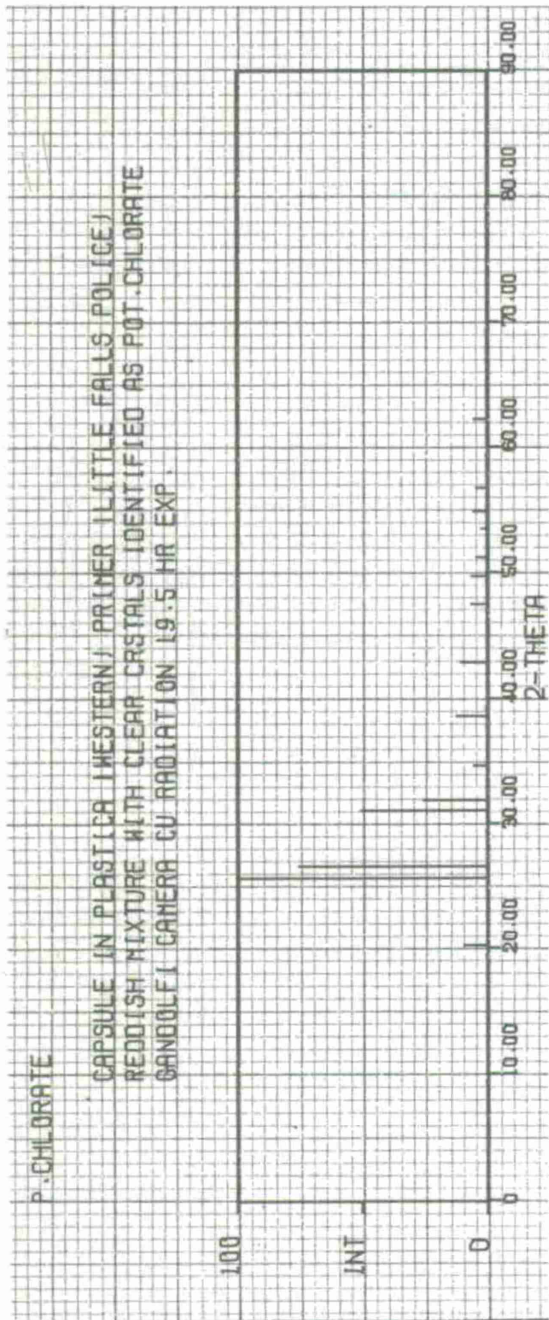 P.CHLORATE
CAPSULE IN PLASTICA (WESTERN) PRIMER (LITTLE FALLS POLICE)
REDDISH MIXTURE WITH CLEAR CRSTALS IDENTIFIED AS POT.CHLORATE
GANDOLFI CAMERA CU RADIATION 19.5 HR EXP.
100
INT
0
0 10.00 20.00 30.00 40.00 50.00 60.00 70.00 80.00 90.00
2-THETA